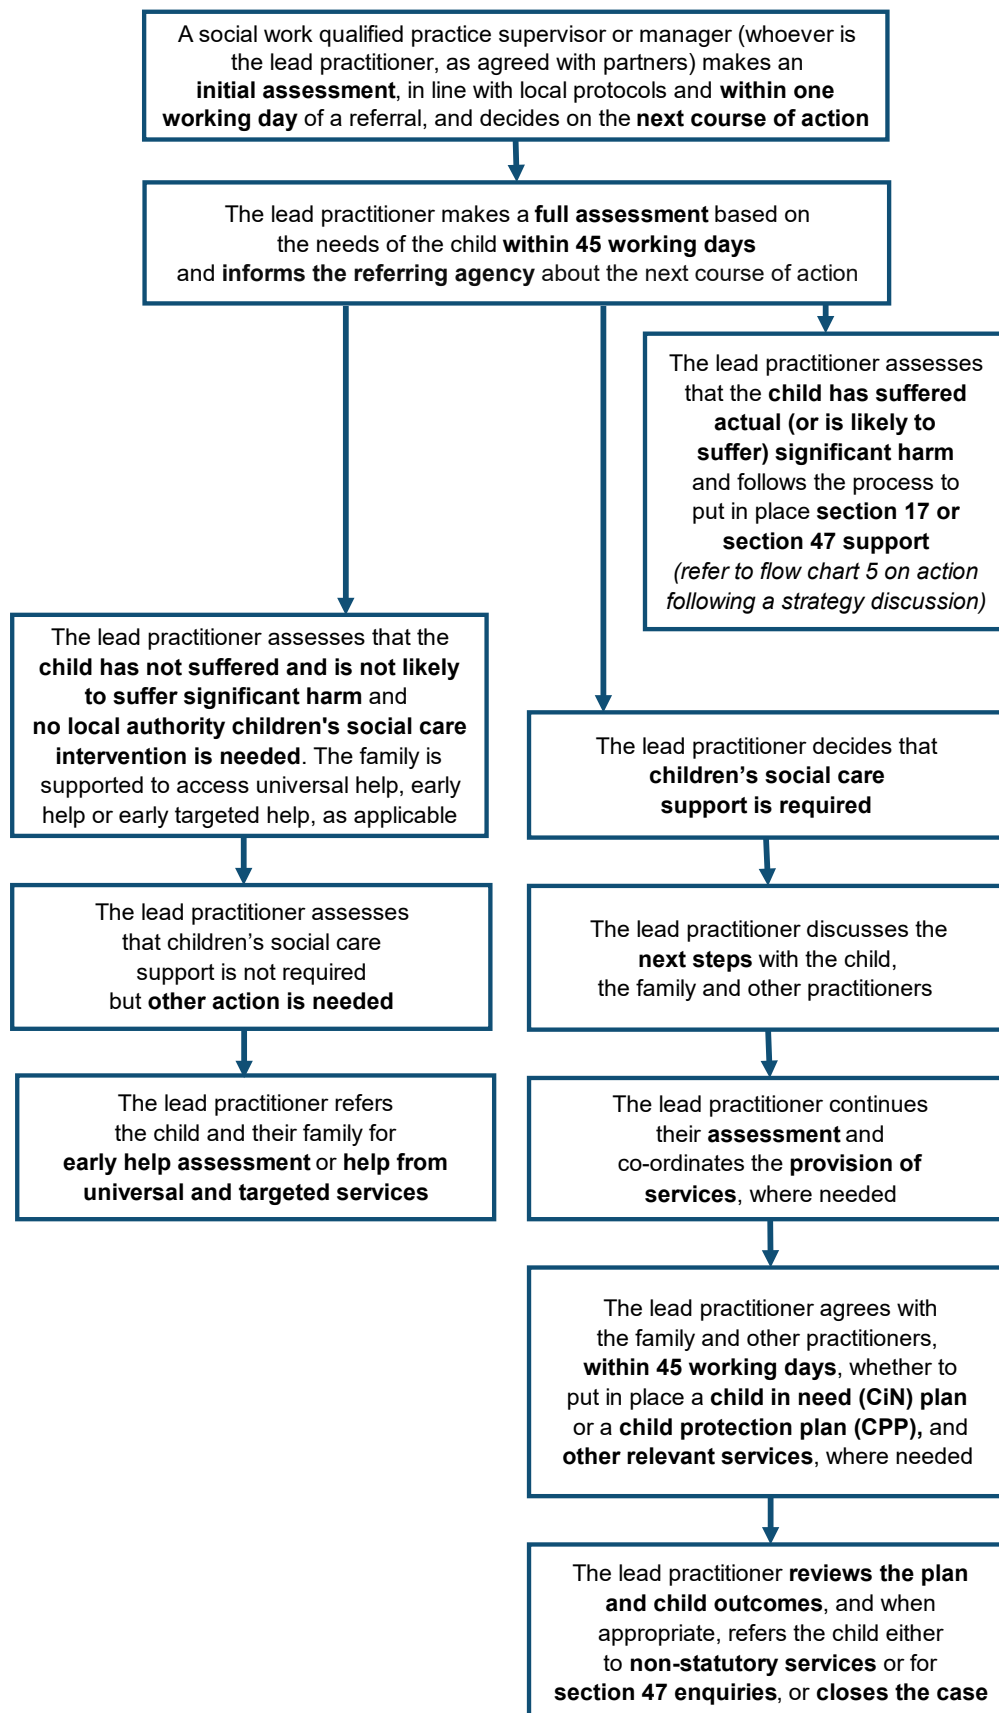 A social work qualified practice supervisor or manager (whoever is
the lead practitioner, as agreed with partners) makes an
initial assessment, in line with local protocols and within one
working day of a referral, and decides on the next course of action
The lead practitioner makes a full assessment based on
the needs of the child within 45 working days
and informs the referring agency about the next course of action
The lead practitioner assesses
that the child has suffered
actual (or is likely to
suffer) significant harm
and follows the process to
put in place section 17 or
section 47 support
(refer to flow chart 5 on action
following a strategy discussion)
The lead practitioner assesses that the
child has not suffered and is not likely
to suffer significant harm and
no local authority children's social care
intervention is needed. The family is
supported to access universal help, early
help or early targeted help, as applicable
The lead practitioner assesses
that children’s social care
support is not required
but other action is needed
The lead practitioner refers
the child and their family for
early help assessment or help from
universal and targeted services
The lead practitioner decides that
children’s social care
support is required
The lead practitioner discusses the
next steps with the child,
the family and other practitioners
The lead practitioner continues
their assessment and
co-ordinates the provision of
services, where needed
The lead practitioner agrees with
the family and other practitioners,
within 45 working days, whether to
put in place a child in need (CiN) plan
or a child protection plan (CPP), and
other relevant services, where needed
The lead practitioner reviews the plan
and child outcomes, and when
appropriate, refers the child either
to non-statutory services or for
section 47 enquiries, or closes the case